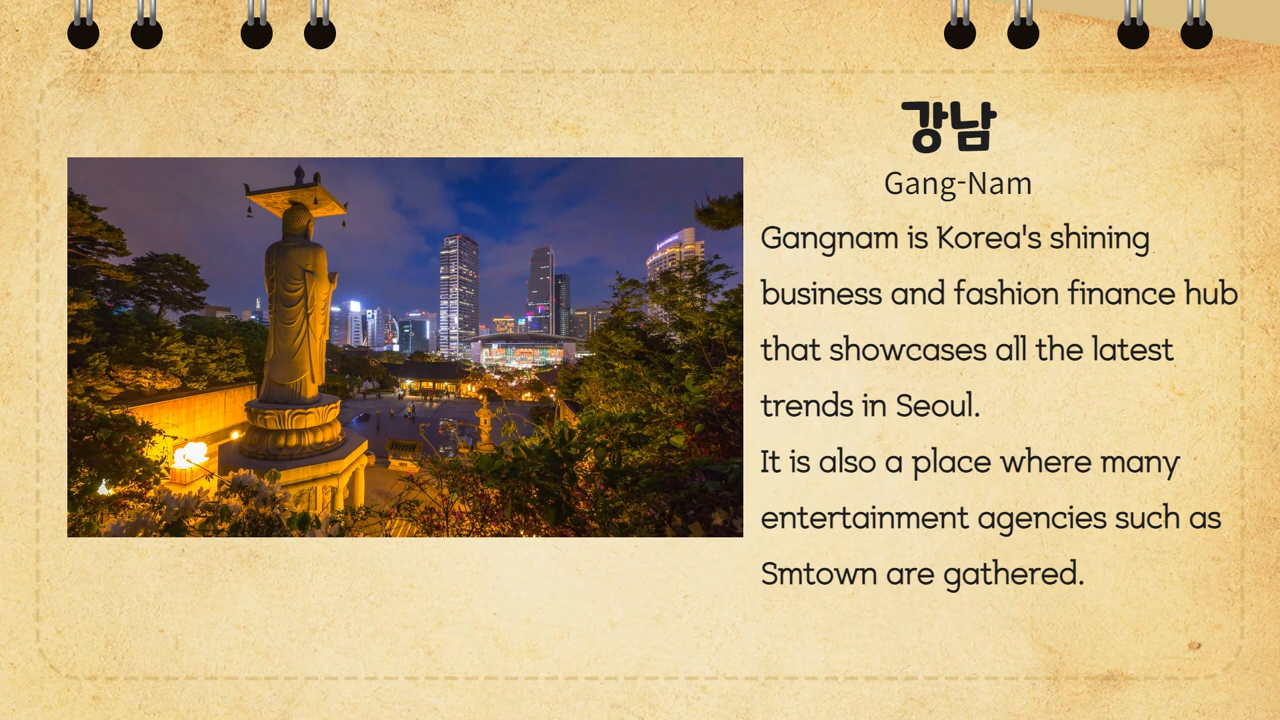 강남
Gang-Nam
Gangnam is Korea's shining
business and fashion finance hub
that showcases all the latest
trends in Seoul.
It is also a place where many
entertainment agencies such as
Smtown are gathered.